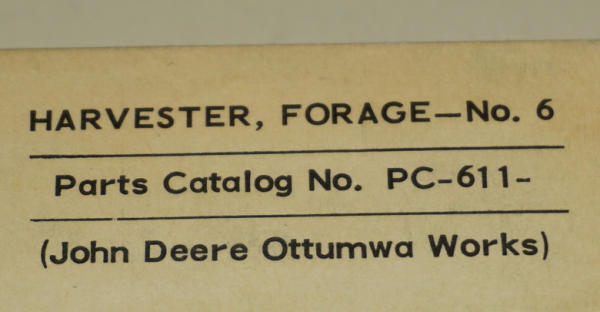 HARVESTER, FORAGE—No. 6
Parts Catalog No. PC-611-
(John Deere Ottumwa Works)